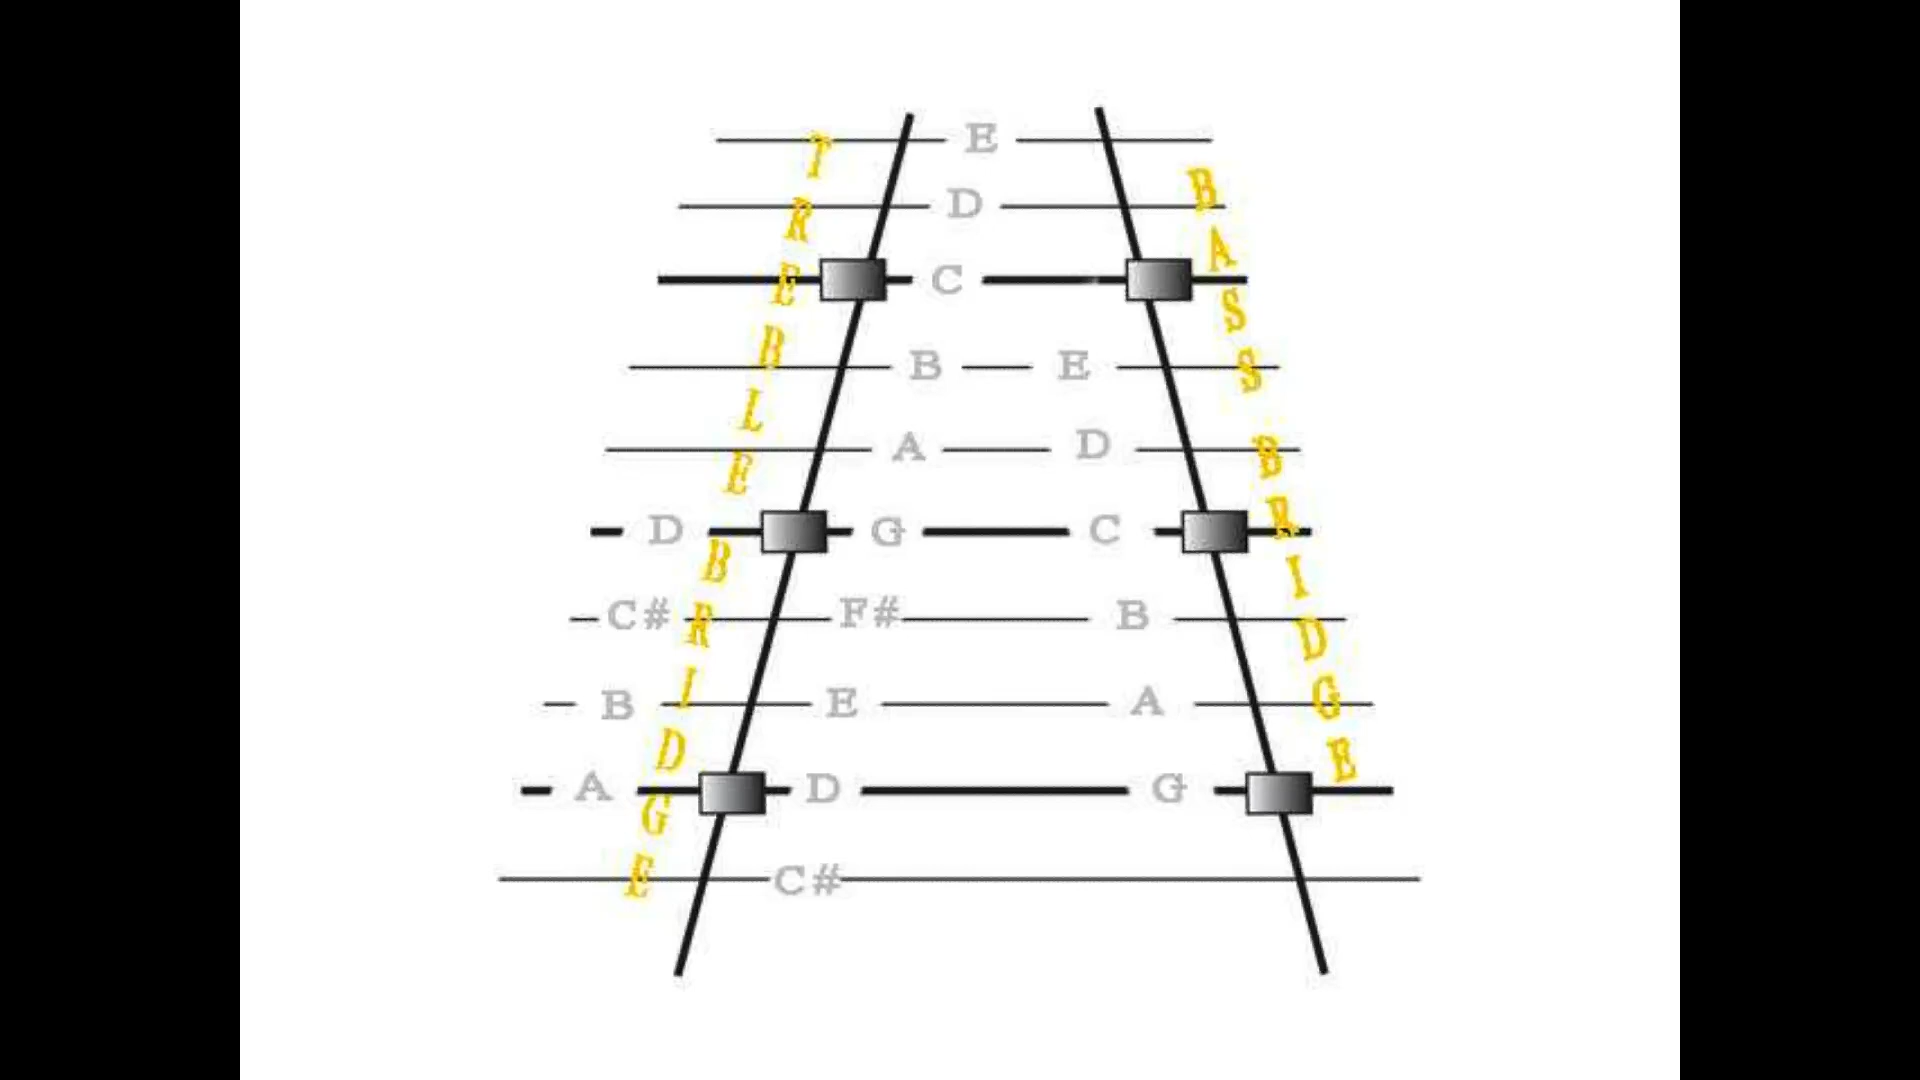 E
D
C
B E
A D
D G C
C# F# B
B E A
A D G
C#
TREBLE BRIDGE
BASS BRIDGE